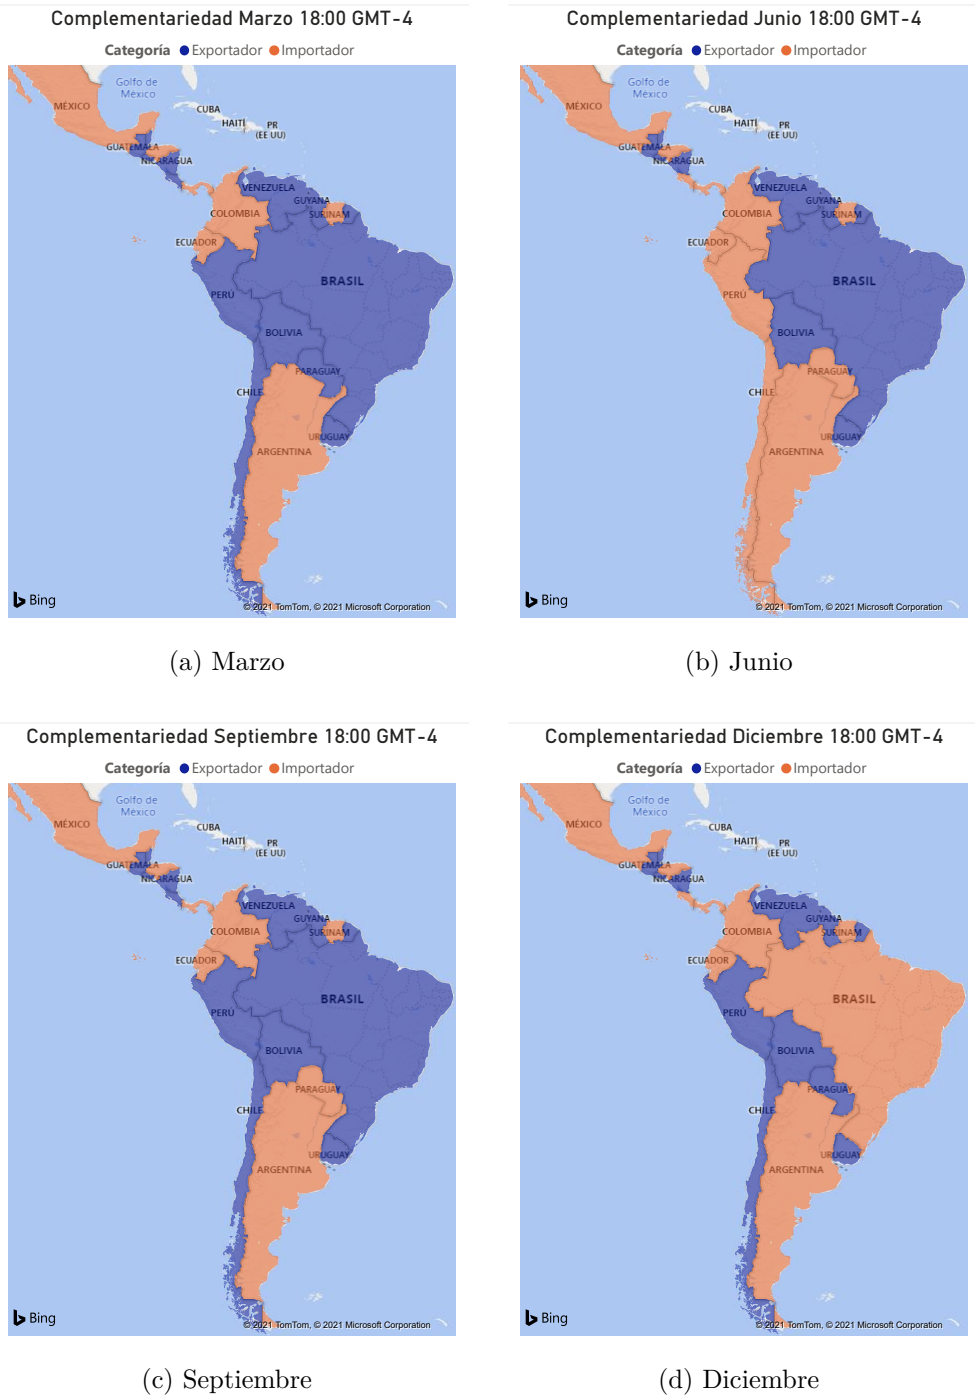 Complementariedad Marzo 18:00 GMT-4
Categoría Exportador Importador
Golfo de
México
MÉXICO
CUBA
HAITÍ
PR
(EE UU)
GUATEMALA
NICARAGUA
VENEZUELA
GUYANA
COLOMBIA
SURINAM
ECUADOR
BRASIL
PERÚ
BOLIVIA
PARAGUAY
CHILE
URUGUAY
ARGENTINA
Bing
© 2021 TomTom, © 2021 Microsoft Corporation
(a) Marzo
Complementariedad Junio 18:00 GMT-4
Categoría Exportador Importador
Golfo de
México
MÉXICO
CUBA
HAITÍ
PR
(EE UU)
GUATEMALA
NICARAGUA
VENEZUELA
GUYANA
COLOMBIA
SURINAM
ECUADOR
BRASIL
PERÚ
BOLIVIA
PARAGUAY
CHILE
URUGUAY
ARGENTINA
Bing
© 2021 TomTom, © 2021 Microsoft Corporation
(b) Junio
Complementariedad Septiembre 18:00 GMT-4
Categoría Exportador Importador
Golfo de
México
MÉXICO
CUBA
HAITÍ
PR
(EE UU)
GUATEMALA
NICARAGUA
VENEZUELA
GUYANA
COLOMBIA
SURINAM
ECUADOR
BRASIL
PERÚ
BOLIVIA
PARAGUAY
CHILE
URUGUAY
ARGENTINA
Bing
© 2021 TomTom, © 2021 Microsoft Corporation
(c) Septiembre
Complementariedad Diciembre 18:00 GMT-4
Categoría Exportador Importador
Golfo de
México
MÉXICO
CUBA
HAITÍ
PR
(EE UU)
GUATEMALA
NICARAGUA
VENEZUELA
GUYANA
COLOMBIA
SURINAM
ECUADOR
BRASIL
PERÚ
BOLIVIA
PARAGUAY
CHILE
URUGUAY
ARGENTINA
Bing
© 2021 TomTom, © 2021 Microsoft Corporation
(d) Diciembre